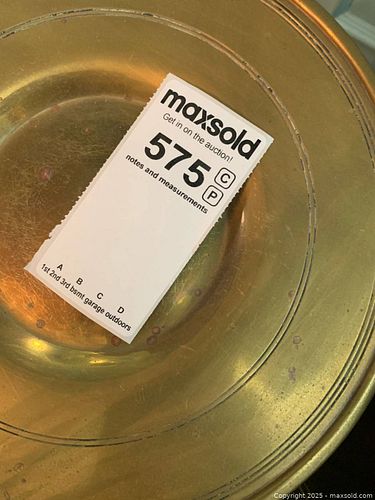 maxsold
Get in on the auction!
575 C
P
notes and measurements
A B C D
1st 2nd 3rd bsmt garage outdoors
Copyright © 2025 - maxsold.com